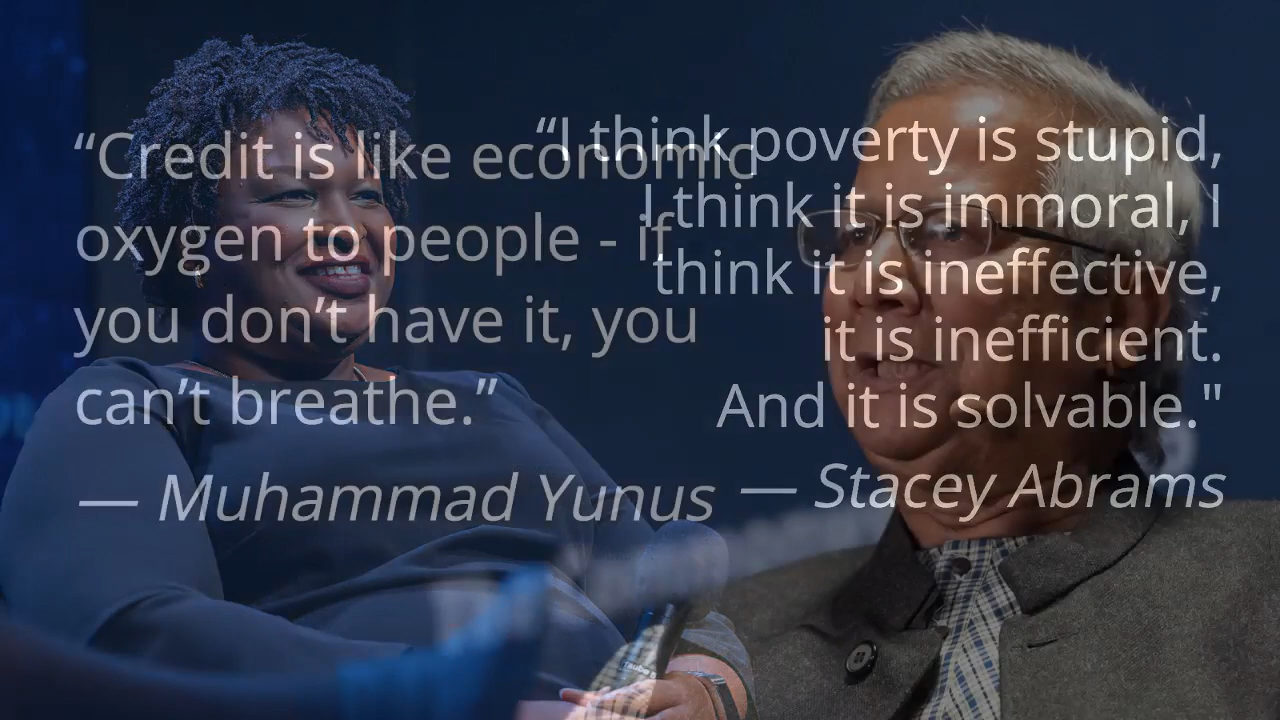 “Credit is like economic
oxygen to people - if
you don’t have it, you
can’t breathe.”
— Muhammad Yunus
“I think poverty is stupid,
I think it is immoral, I
think it is ineffective,
it is inefficient.
And it is solvable."
— Stacey Abrams